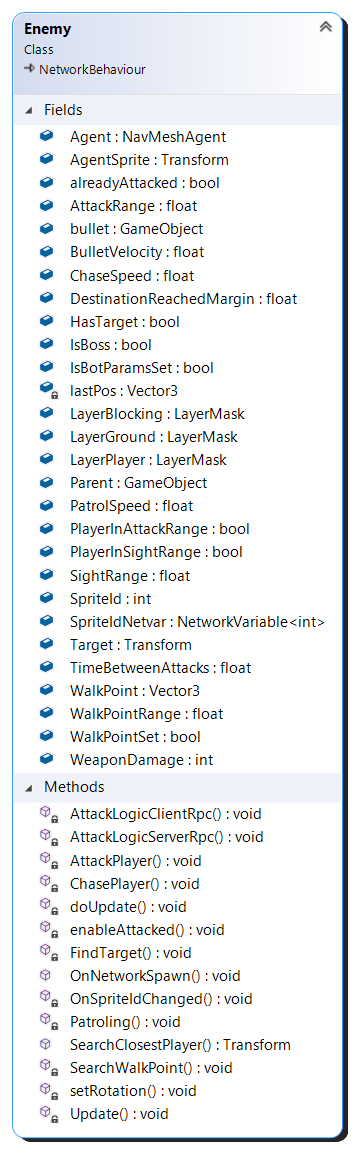 Enemy
Class
NetworkBehaviour
Fields
Agent : NavMeshAgent
AgentSprite : Transform
alreadyAttacked : bool
AttackRange : float
bullet : GameObject
BulletVelocity : float
ChaseSpeed : float
DestinationReachedMargin : float
HasTarget : bool
IsBoss : bool
IsBotParamsSet : bool
lastPos : Vector3
LayerBlocking : LayerMask
LayerGround : LayerMask
LayerPlayer : LayerMask
Parent : GameObject
PatrolSpeed : float
PlayerInAttackRange : bool
PlayerInSightRange : bool
SightRange : float
SpriteId : int
SpriteIdNetvar : NetworkVariable<int>
Target : Transform
TimeBetweenAttacks : float
WalkPoint : Vector3
WalkPointRange : float
WalkPointSet : bool
WeaponDamage : int
Methods
AttackLogicClientRpc() : void
AttackLogicServerRpc() : void
AttackPlayer() : void
ChasePlayer() : void
doUpdate() : void
enableAttacked() : void
FindTarget() : void
OnNetworkSpawn() : void
OnSpriteIdChanged() : void
Patroling() : void
SearchClosestPlayer() : Transform
SearchWalkPoint() : void
setRotation() : void
Update() : void